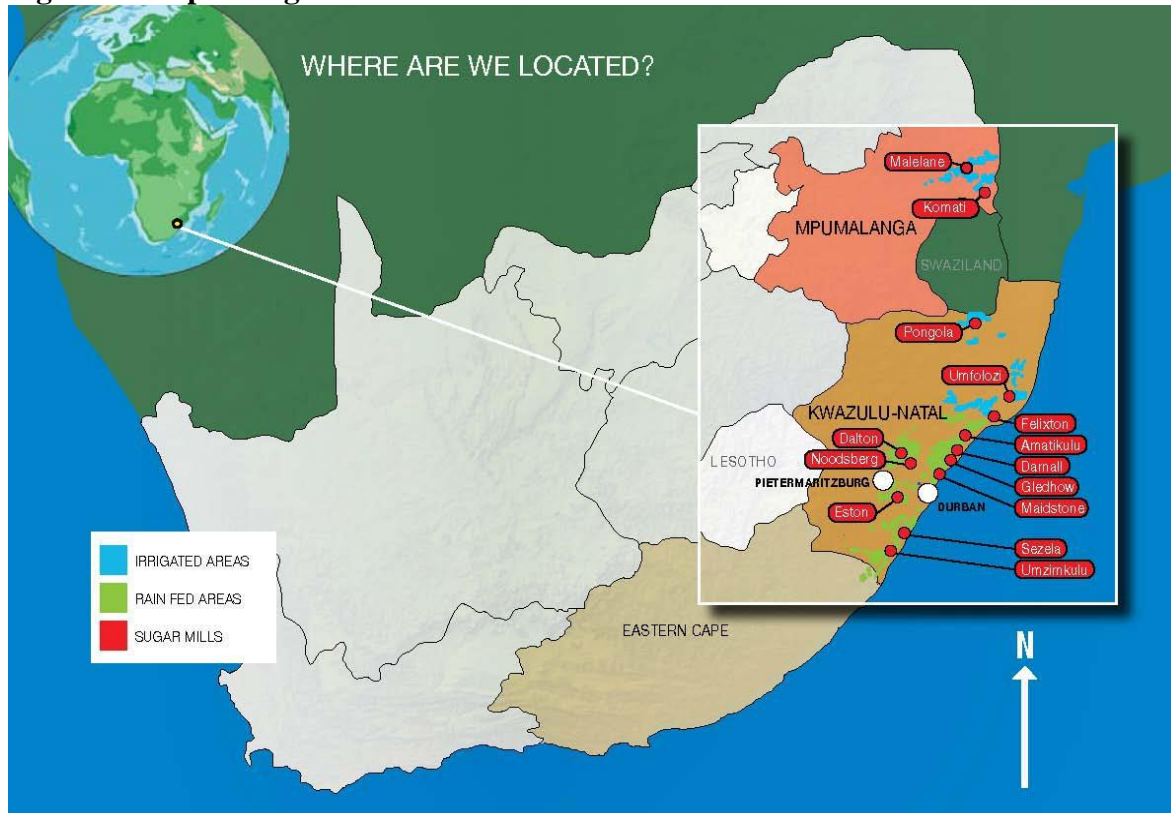 WHERE ARE WE LOCATED?
Malelane
Komati
MPUMALANGA
SWAZILAND
Pongola
Umfolozi
KWAZULU-NATAL
Felixton
Dalton
Amatikulu
LESOTHO
Noodsberg
Darnall
PIETERMARITZBURG
Gledhow
Eston
DURBAN
Maidstone
Sezela
Umzimkulu
IRRIGATED AREAS
RAIN FED AREAS
SUGAR MILLS
EASTERN CAPE
N